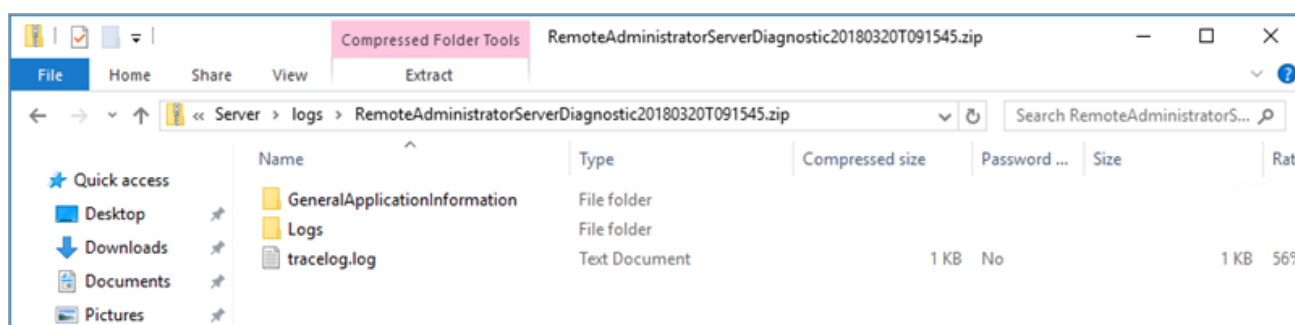 Compressed Folder Tools RemoteAdministratorServerDiagnostic20180320T091545.zip
File Home Share View Extract
« Server > logs > RemoteAdministratorServerDiagnostic20180320T091545.zip Search RemoteAdministratorS...
Name Type Compressed size Password ... Size Rat
Quick access
GeneralApplicationInformation File folder
Desktop
Logs File folder
Downloads
tracelog.log Text Document 1 KB No 1 KB 56%
Documents
Pictures